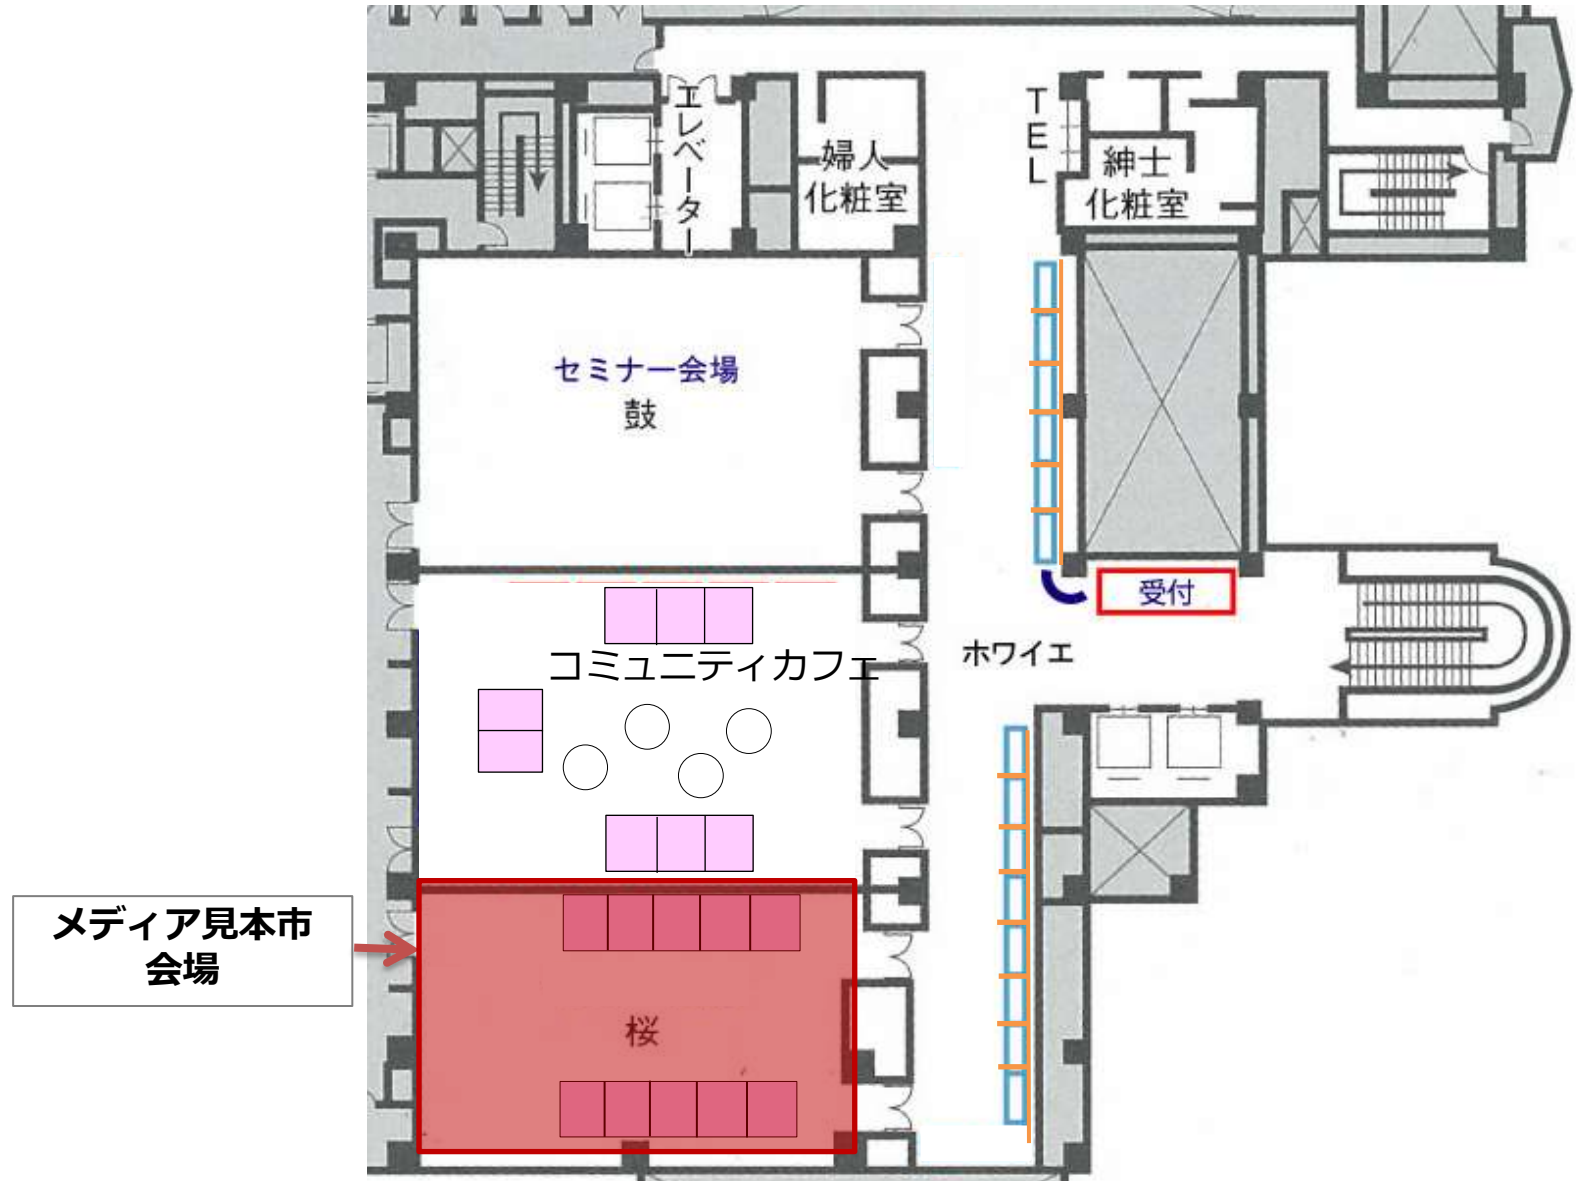 エレベーター
婦人
化粧室
TEL
紳士
化粧室
セミナー会場
鼓
受付
ホワイエ
コミュニティカフェ
メディア見本市
会場
桜